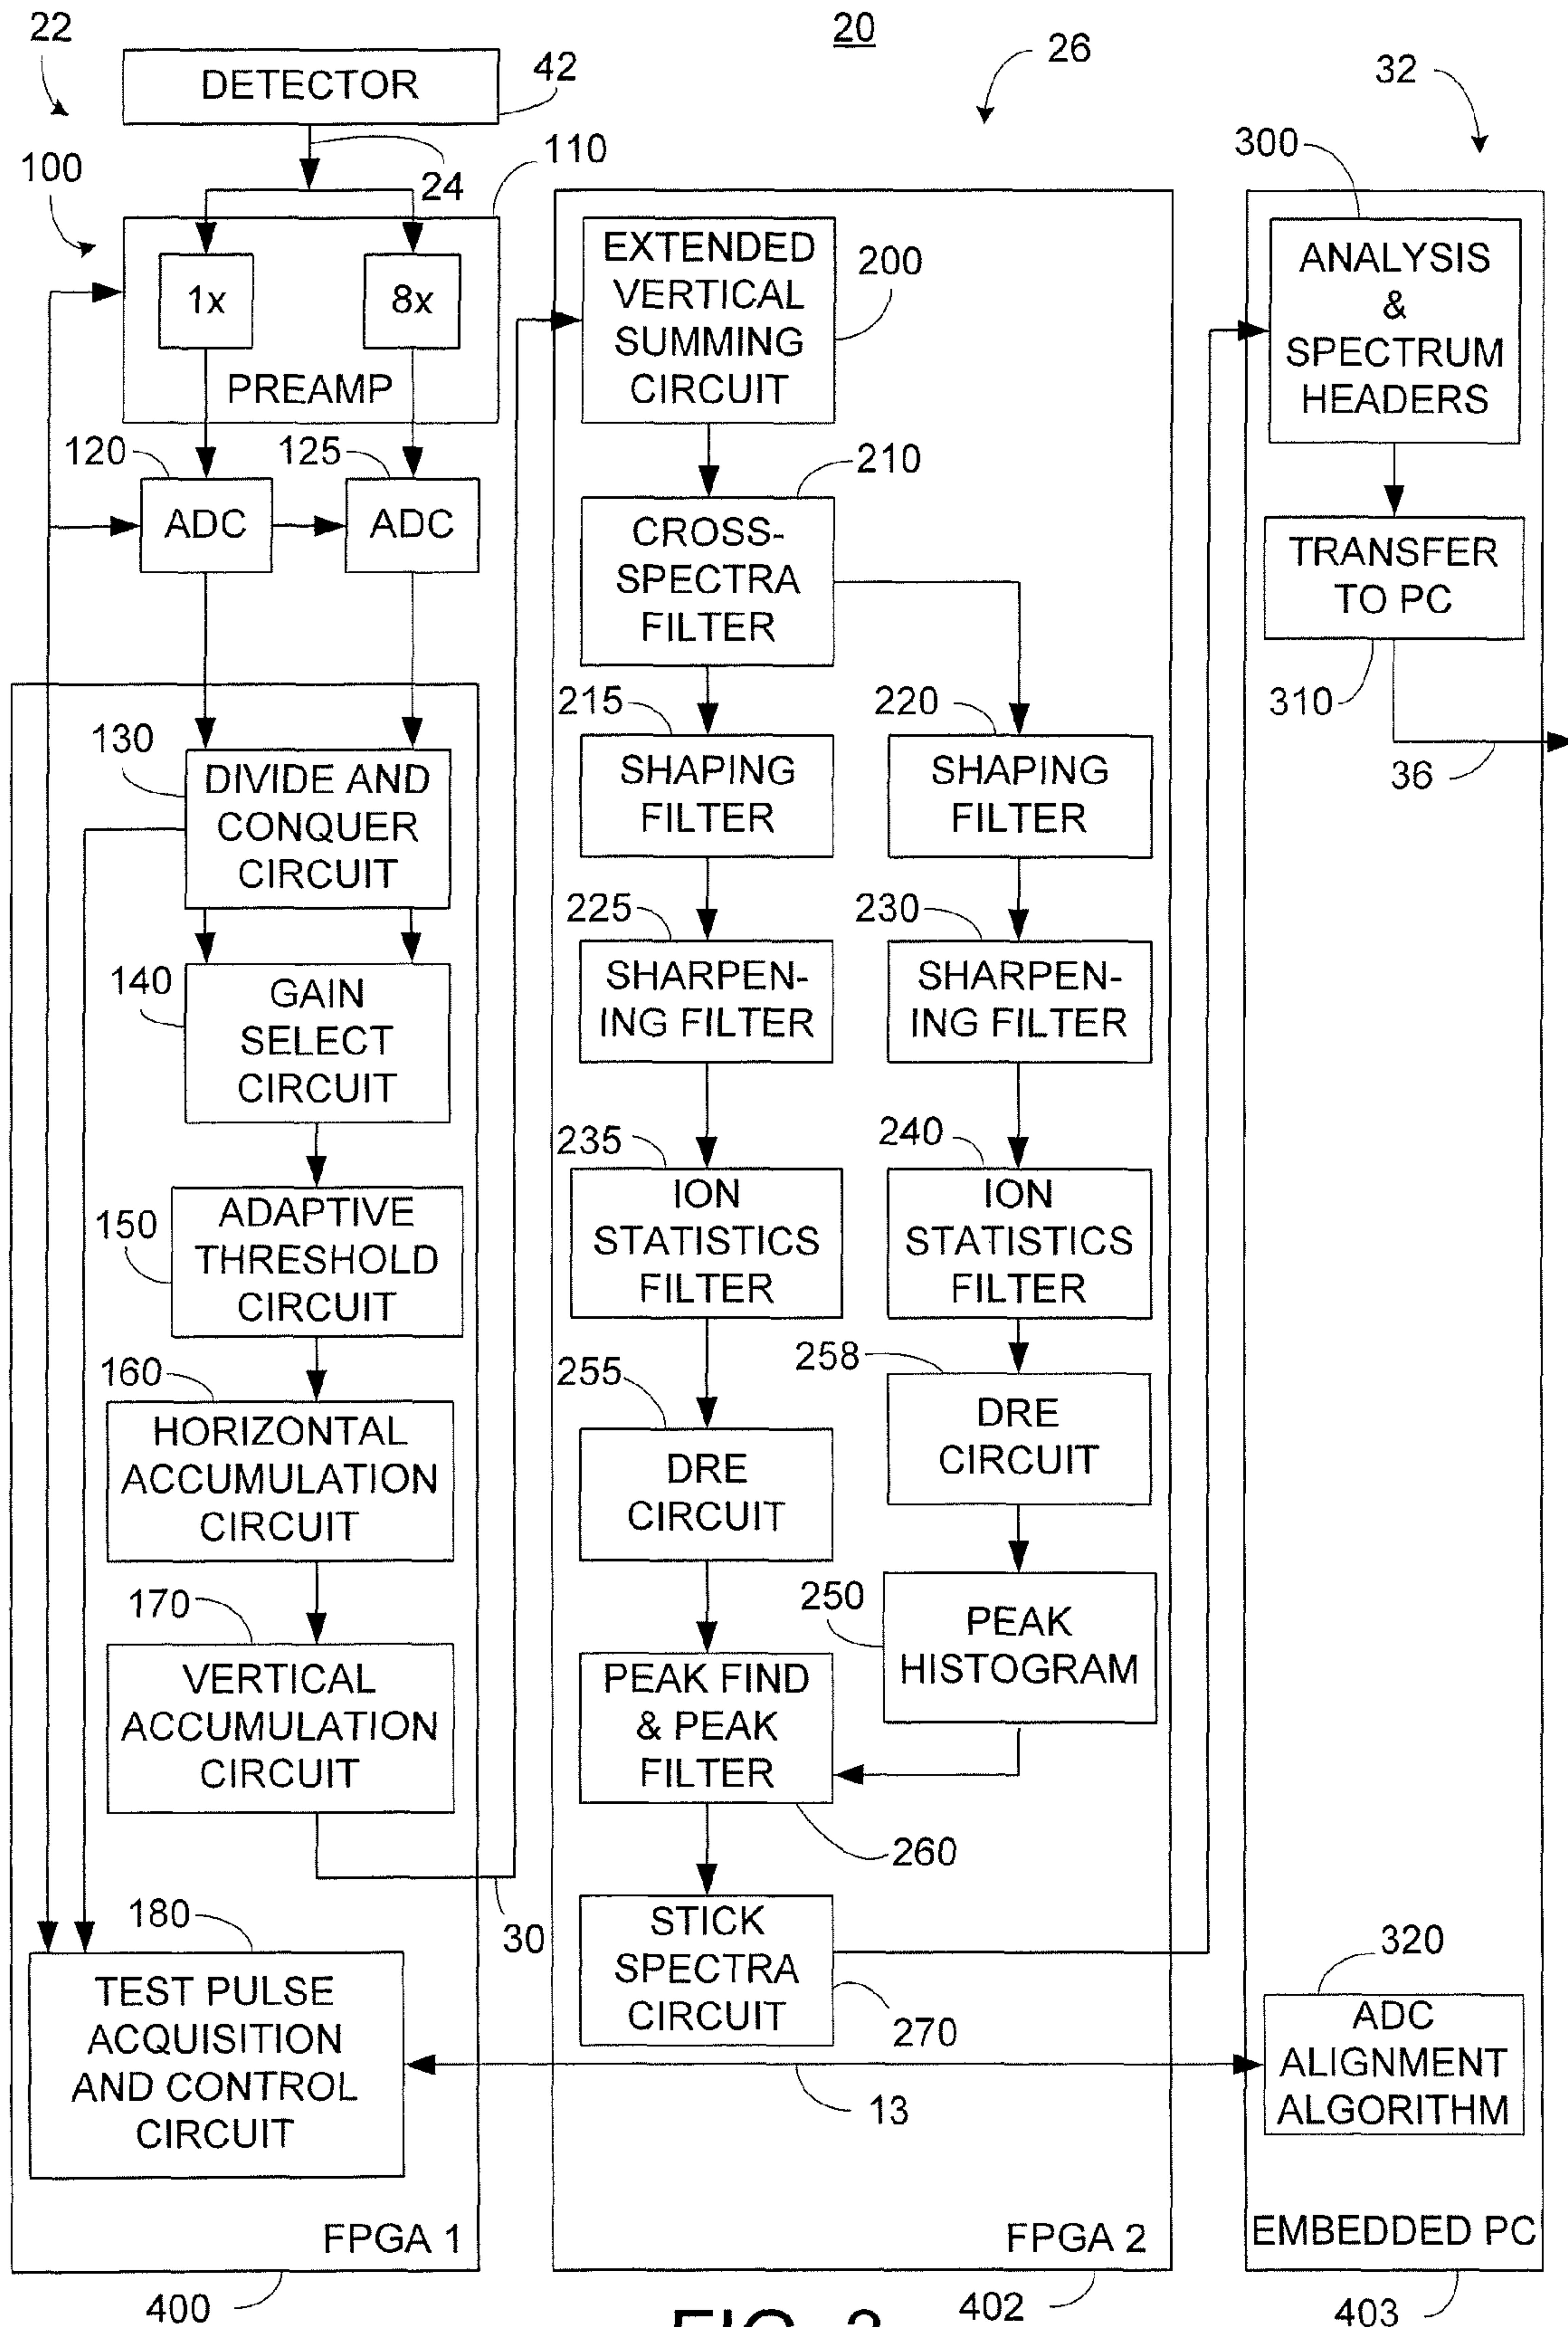 22
20
26
32
DETECTOR
42
24
100
110
1x
8x
PREAMP
120
125
ADC
ADC
130
DIVIDE AND
CONQUER
CIRCUIT
140
GAIN
SELECT
CIRCUIT
150
ADAPTIVE
THRESHOLD
CIRCUIT
160
HORIZONTAL
ACCUMULATION
CIRCUIT
170
VERTICAL
ACCUMULATION
CIRCUIT
30
180
TEST PULSE
ACQUISITION
AND CONTROL
CIRCUIT
FPGA 1
400
EXTENDED
VERTICAL
SUMMING
CIRCUIT
200
210
CROSS-
SPECTRA
FILTER
215
SHAPING
FILTER
220
SHAPING
FILTER
225
SHARPEN-
ING FILTER
230
SHARPEN-
ING FILTER
235
ION
STATISTICS
FILTER
240
ION
STATISTICS
FILTER
255
DRE
CIRCUIT
258
DRE
CIRCUIT
250
PEAK
HISTOGRAM
PEAK FIND
& PEAK
FILTER
260
STICK
SPECTRA
CIRCUIT
270
13
FPGA 2
402
300
ANALYSIS
&
SPECTRUM
HEADERS
TRANSFER
TO PC
310
36
320
ADC
ALIGNMENT
ALGORITHM
EMBEDDED PC
403
FIG. 3